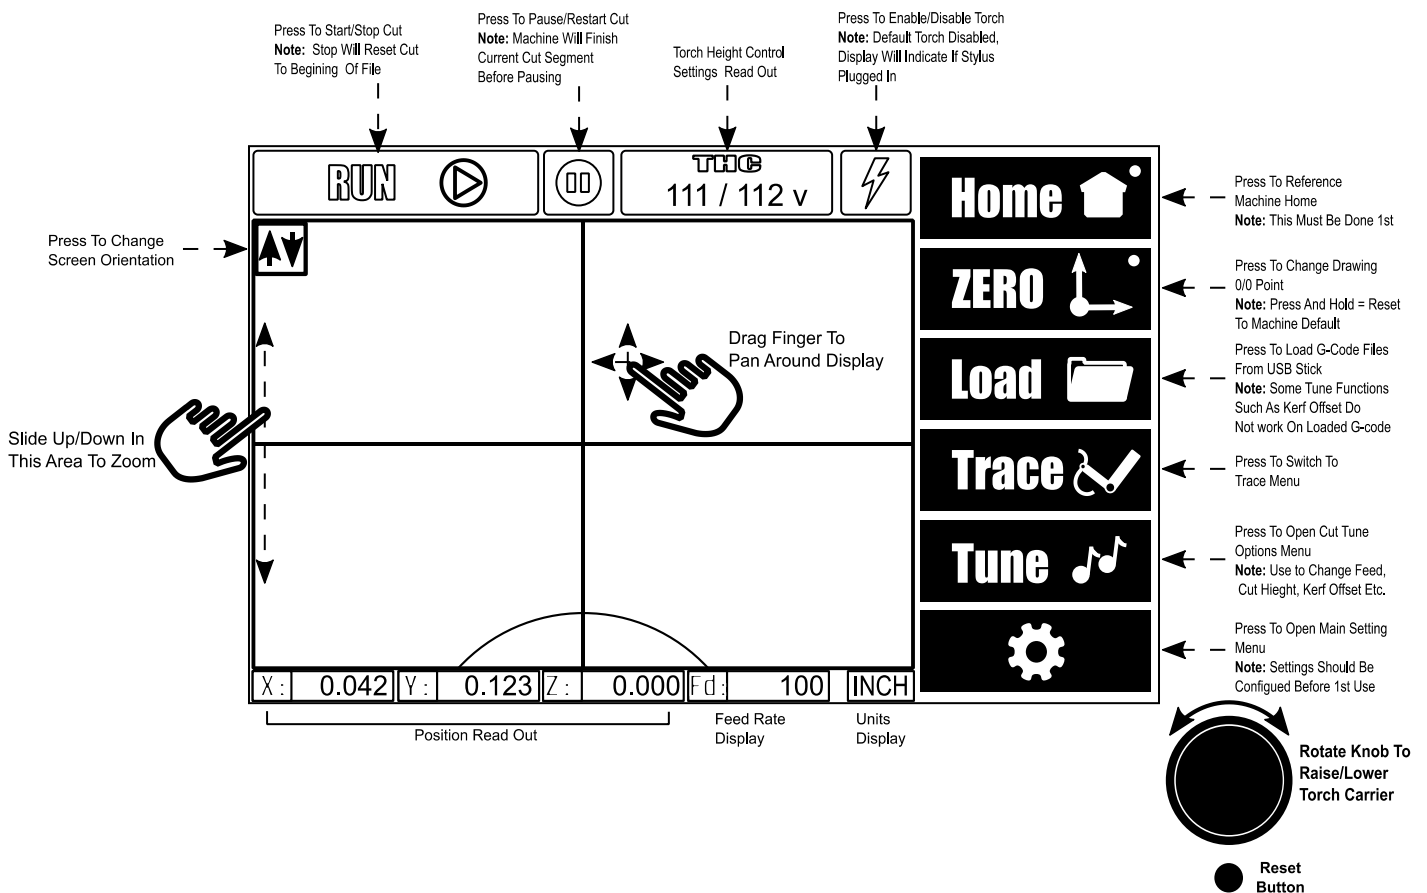 Press To Start/Stop Cut
Note: Stop Will Reset Cut
To Begining Of File
Press To Pause/Restart Cut
Note: Machine Will Finish
Current Cut Segment
Before Pausing
Torch Height Control
Settings Read Out
Press To Enable/Disable Torch
Note: Default Torch Disabled,
Display Will Indicate If Stylus
Plugged In
RUN
THC
111 / 112 v
Home
Press To Reference
Machine Home
Note: This Must Be Done 1st
Press To Change
Screen Orientation
ZERO
Press To Change Drawing
0/0 Point
Note: Press And Hold = Reset
To Machine Default
Drag Finger To
Pan Around Display
Load
Press To Load G-Code Files
From USB Stick
Note: Some Tune Functions
Such As Kerf Offset Do
Not work On Loaded G-code
Slide Up/Down In
This Area To Zoom
Trace
Press To Switch To
Trace Menu
Tune
Press To Open Cut Tune
Options Menu
Note: Use to Change Feed,
Cut Hieght, Kerf Offset Etc.
Press To Open Main Setting
Menu
Note: Settings Should Be
Configued Before 1st Use
X: 0.042 Y: 0.123 Z: 0.000 Fd: 100 INCH
Position Read Out
Feed Rate
Display
Units
Display
Rotate Knob To
Raise/Lower
Torch Carrier
Reset
Button